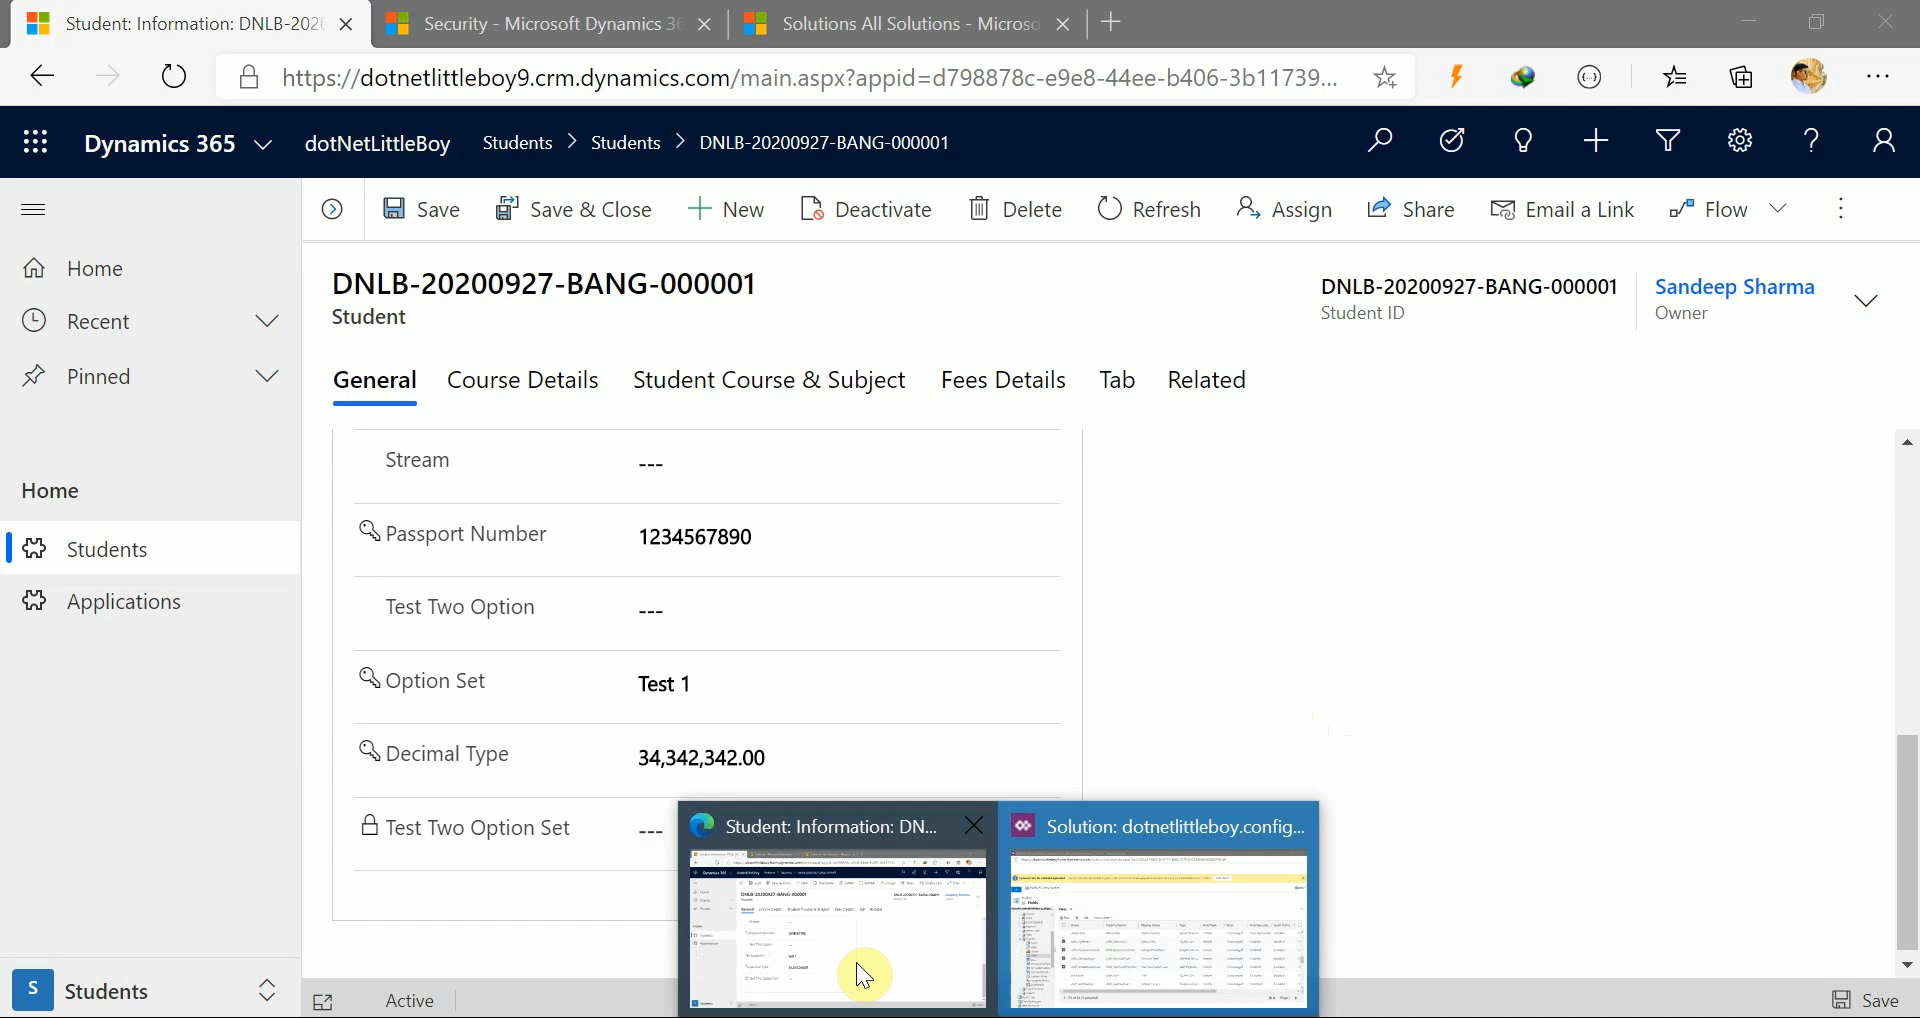 Student: Information: DNLB-202
Security - Microsoft Dynamics 36
Solutions All Solutions - Microso
https://dotnetlittleboy9.crm.dynamics.com/main.aspx?appid=d798878c-e9e8-44ee-b406-3b11739...
Dynamics 365
dotNetLittleBoy
Students > Students > DNLB-20200927-BANG-000001
Save
Save & Close
New
Deactivate
Delete
Refresh
Assign
Share
Email a Link
Flow
Home
Recent
Pinned
Home
Students
Applications
S Students
DNLB-20200927-BANG-000001
Student
DNLB-20200927-BANG-000001
Student ID
Sandeep Sharma
Owner
General
Course Details
Student Course & Subject
Fees Details
Tab
Related
Stream ---
Passport Number 1234567890
Test Two Option ---
Option Set Test 1
Decimal Type 34,342,342.00
Test Two Option Set ---
Student: Information: DN...
Solution: dotnetlittleboy.config...
Active
Save